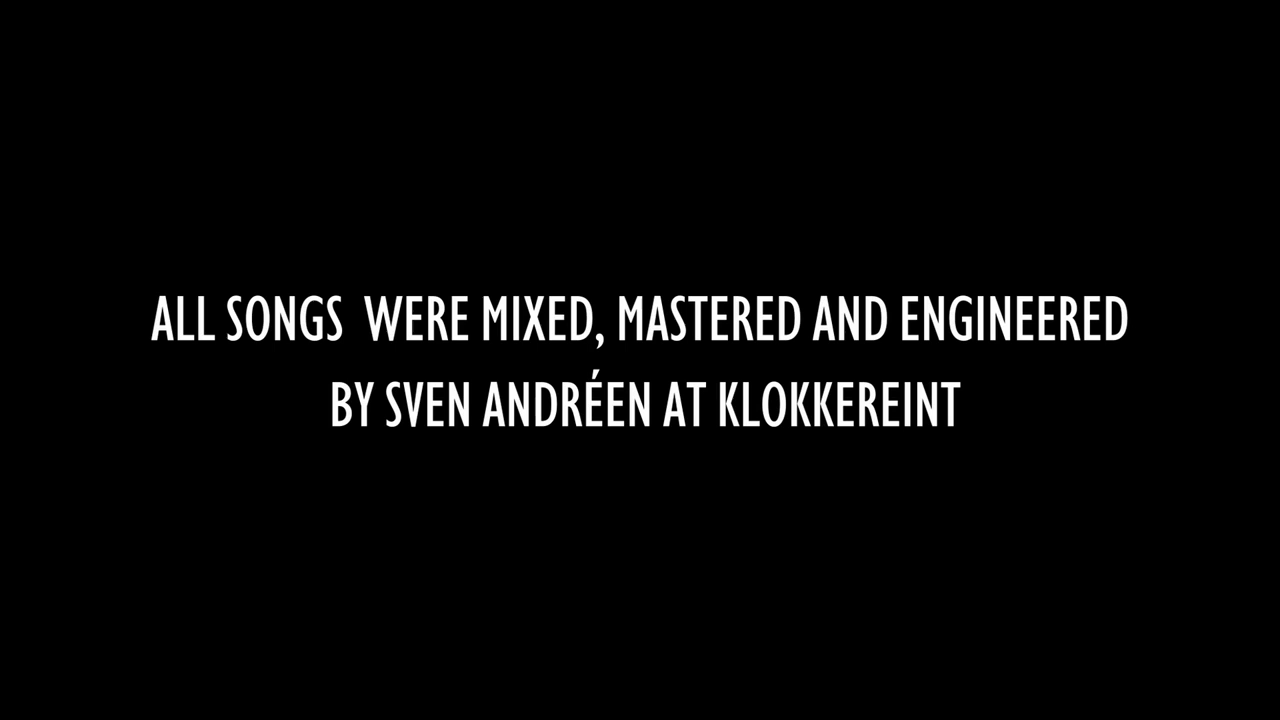 ALL SONGS  WERE MIXED, MASTERED AND ENGINEERED
BY SVEN ANDRÉEN AT KLOKKEREINT